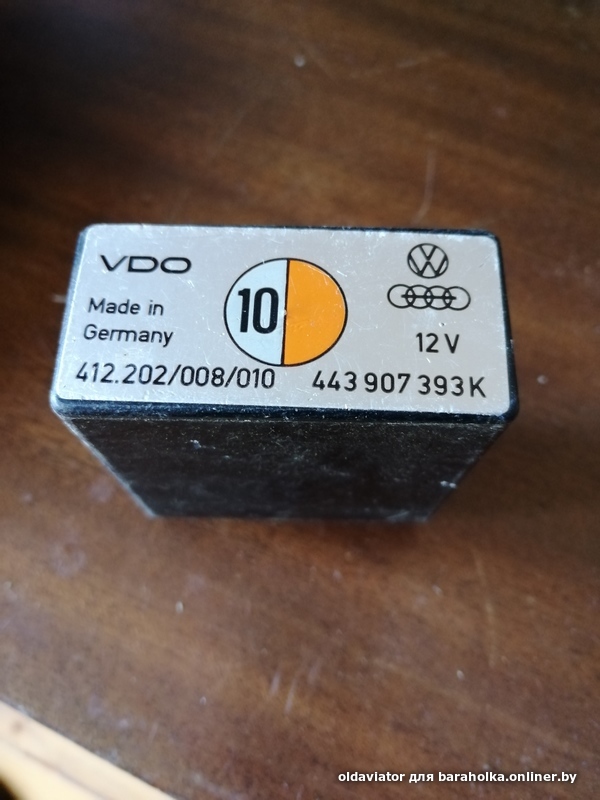 VDO
Made in
Germany
10
12 V
412.202/008/010 443 907 393 K
oldaviator для baraholka.onliner.by